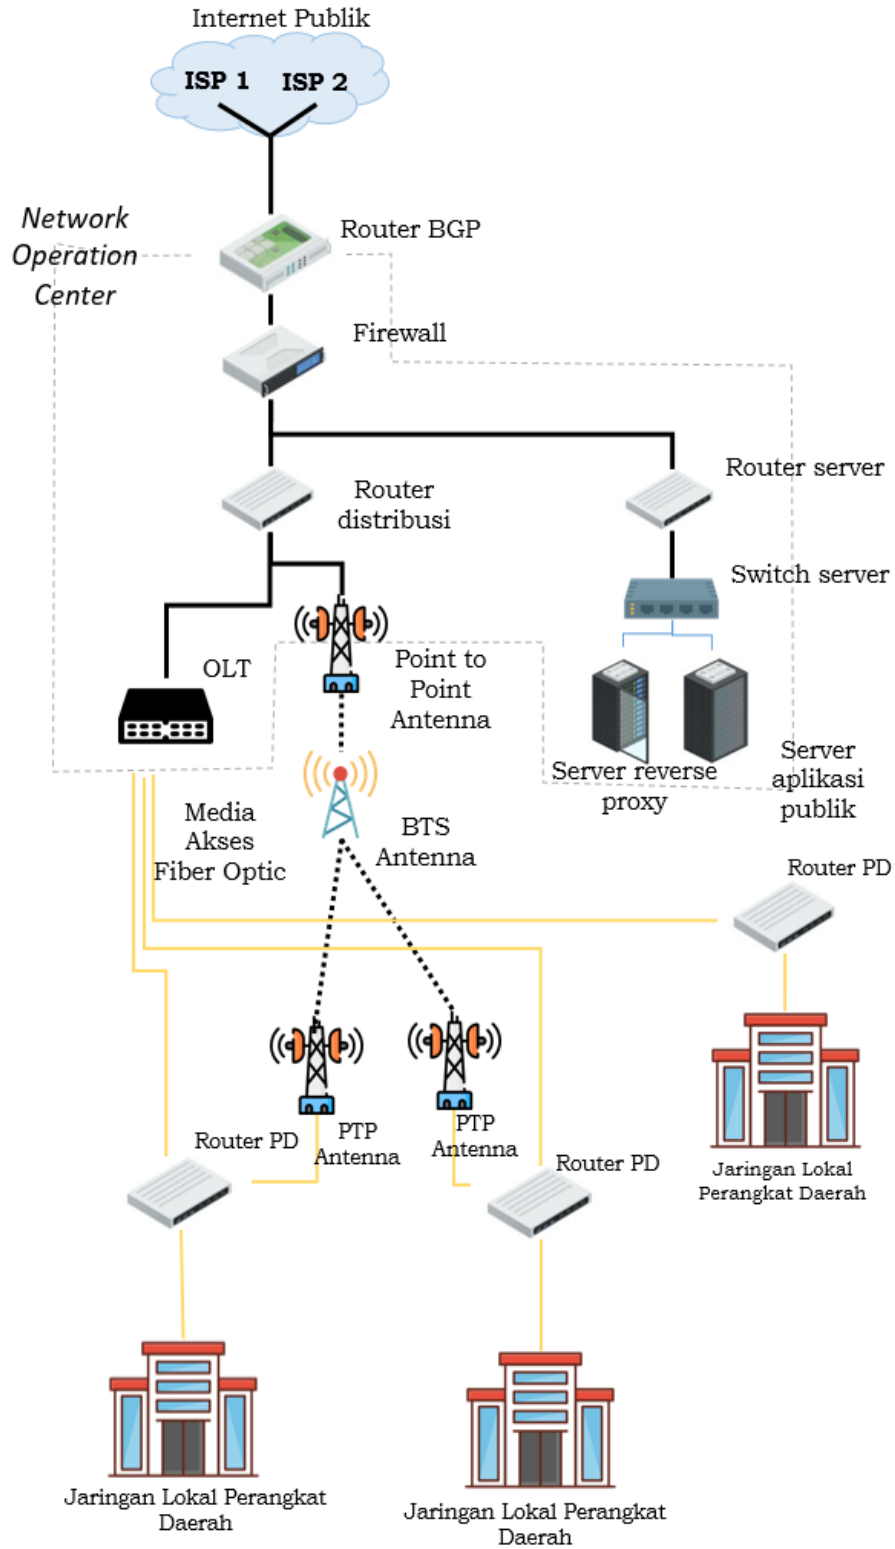 Internet Publik
ISP 1
ISP 2
Network
Operation
Center
Router BGP
Firewall
Router
distribusi
Router server
Switch server
OLT
Point to
Point
Antenna
Server reverse
proxy
Server
aplikasi
publik
Media
Akses
Fiber Optic
BTS
Antenna
Router PD
Jaringan Lokal
Perangkat Daerah
Router PD
PTP
Antenna
PTP
Antenna
Router PD
Jaringan Lokal Perangkat
Daerah
Jaringan Lokal Perangkat
Daerah